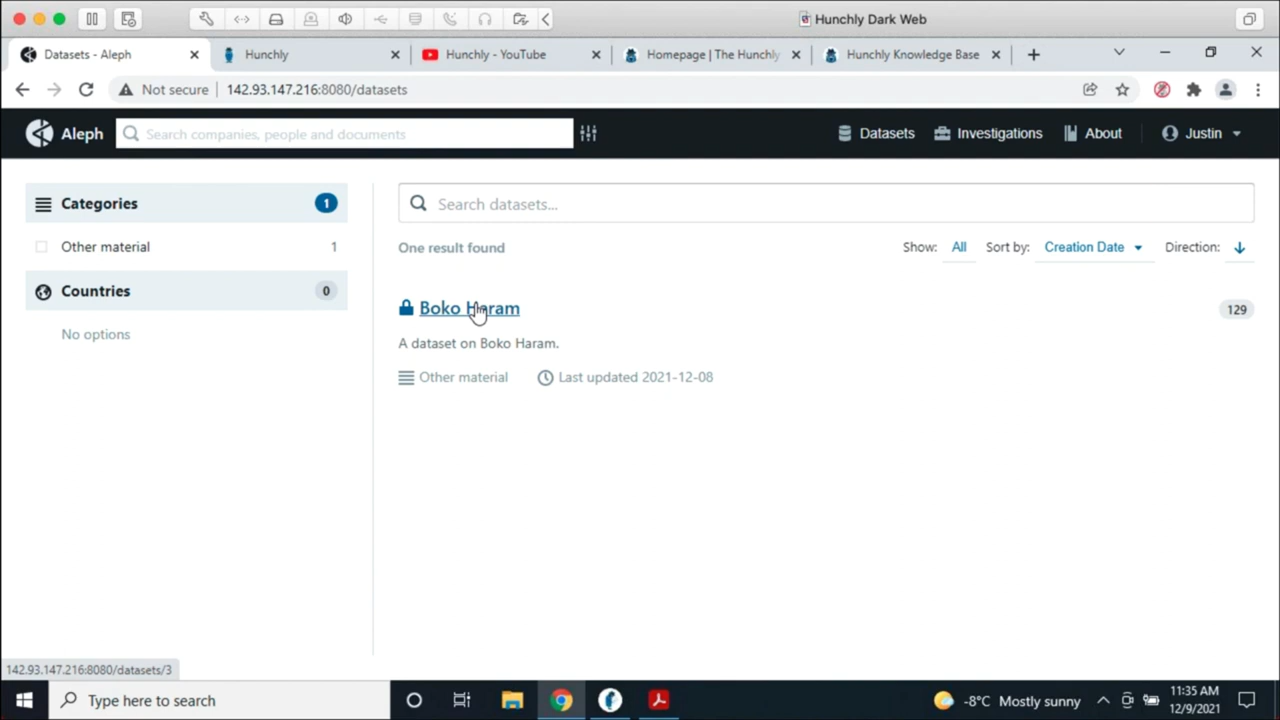 Hunchly Dark Web
Datasets - Aleph
Hunchly
Hunchly - YouTube
Homepage | The Hunchly
Hunchly Knowledge Base
Not secure
142.93.147.216:8080/datasets
Aleph
Search companies, people and documents
Datasets
Investigations
About
Justin
Categories
1
Other material
1
Countries
0
No options
Search datasets...
One result found
Show: All Sort by: Creation Date Direction:
Boko Haram
129
A dataset on Boko Haram.
Other material
Last updated 2021-12-08
142.93.147.216:8080/datasets/3
Type here to search
-8°C Mostly sunny
11:35 AM
12/9/2021